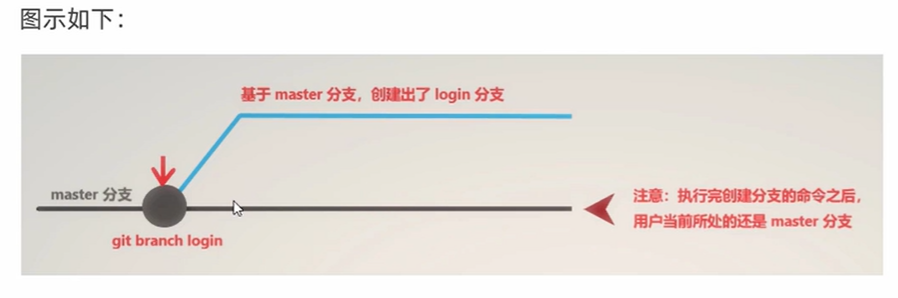 图示如下：
基于 master 分支，创建出了 login 分支
master 分支
git branch login
注意：执行完创建分支的命令之后，
用户当前所处的还是 master 分支